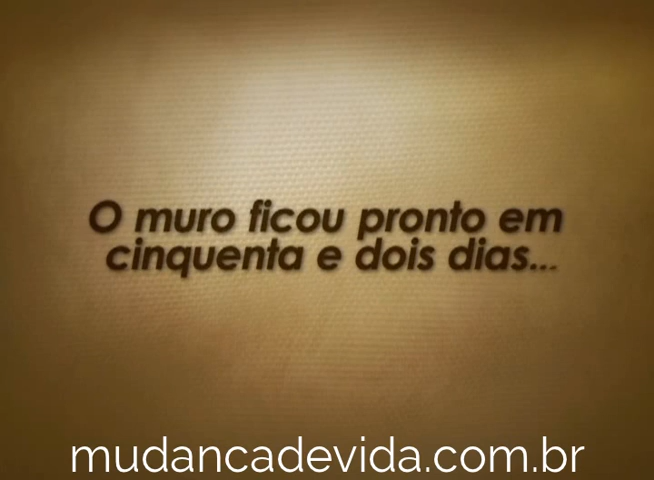 O muro ficou pronto em
cinquenta e dois dias...
mudancadevida.com.br